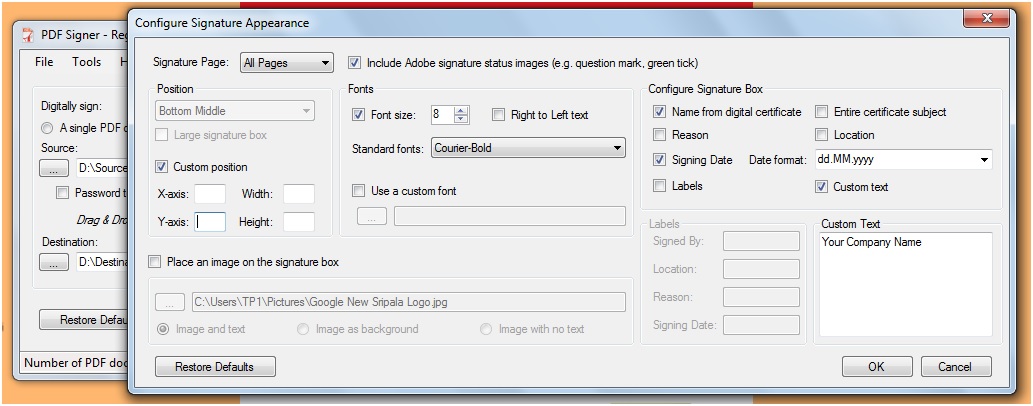 Configure Signature Appearance
PDF Signer - Re
File Tools H
Digitally sign:
A single PDF
Source:
... D:\Source
Password
Drag & Dro
Destination:
... D:\Destina
Restore Defau
Number of PDF doc
Signature Page: All Pages
Include Adobe signature status images (e.g. question mark, green tick)
Position
Bottom Middle
Large signature box
Custom position
X-axis: Width:
Y-axis: Height:
Fonts
Font size: 8 Right to Left text
Standard fonts: Courier-Bold
Use a custom font
...
Configure Signature Box
Name from digital certificate Entire certificate subject
Reason Location
Signing Date Date format: dd.MM.yyyy
Labels Custom text
Place an image on the signature box
... C:\Users\TP1\Pictures\Google New Sripala Logo.jpg
Image and text Image as background Image with no text
Labels
Signed By:
Location:
Reason:
Signing Date:
Custom Text
Your Company Name
Restore Defaults
OK Cancel